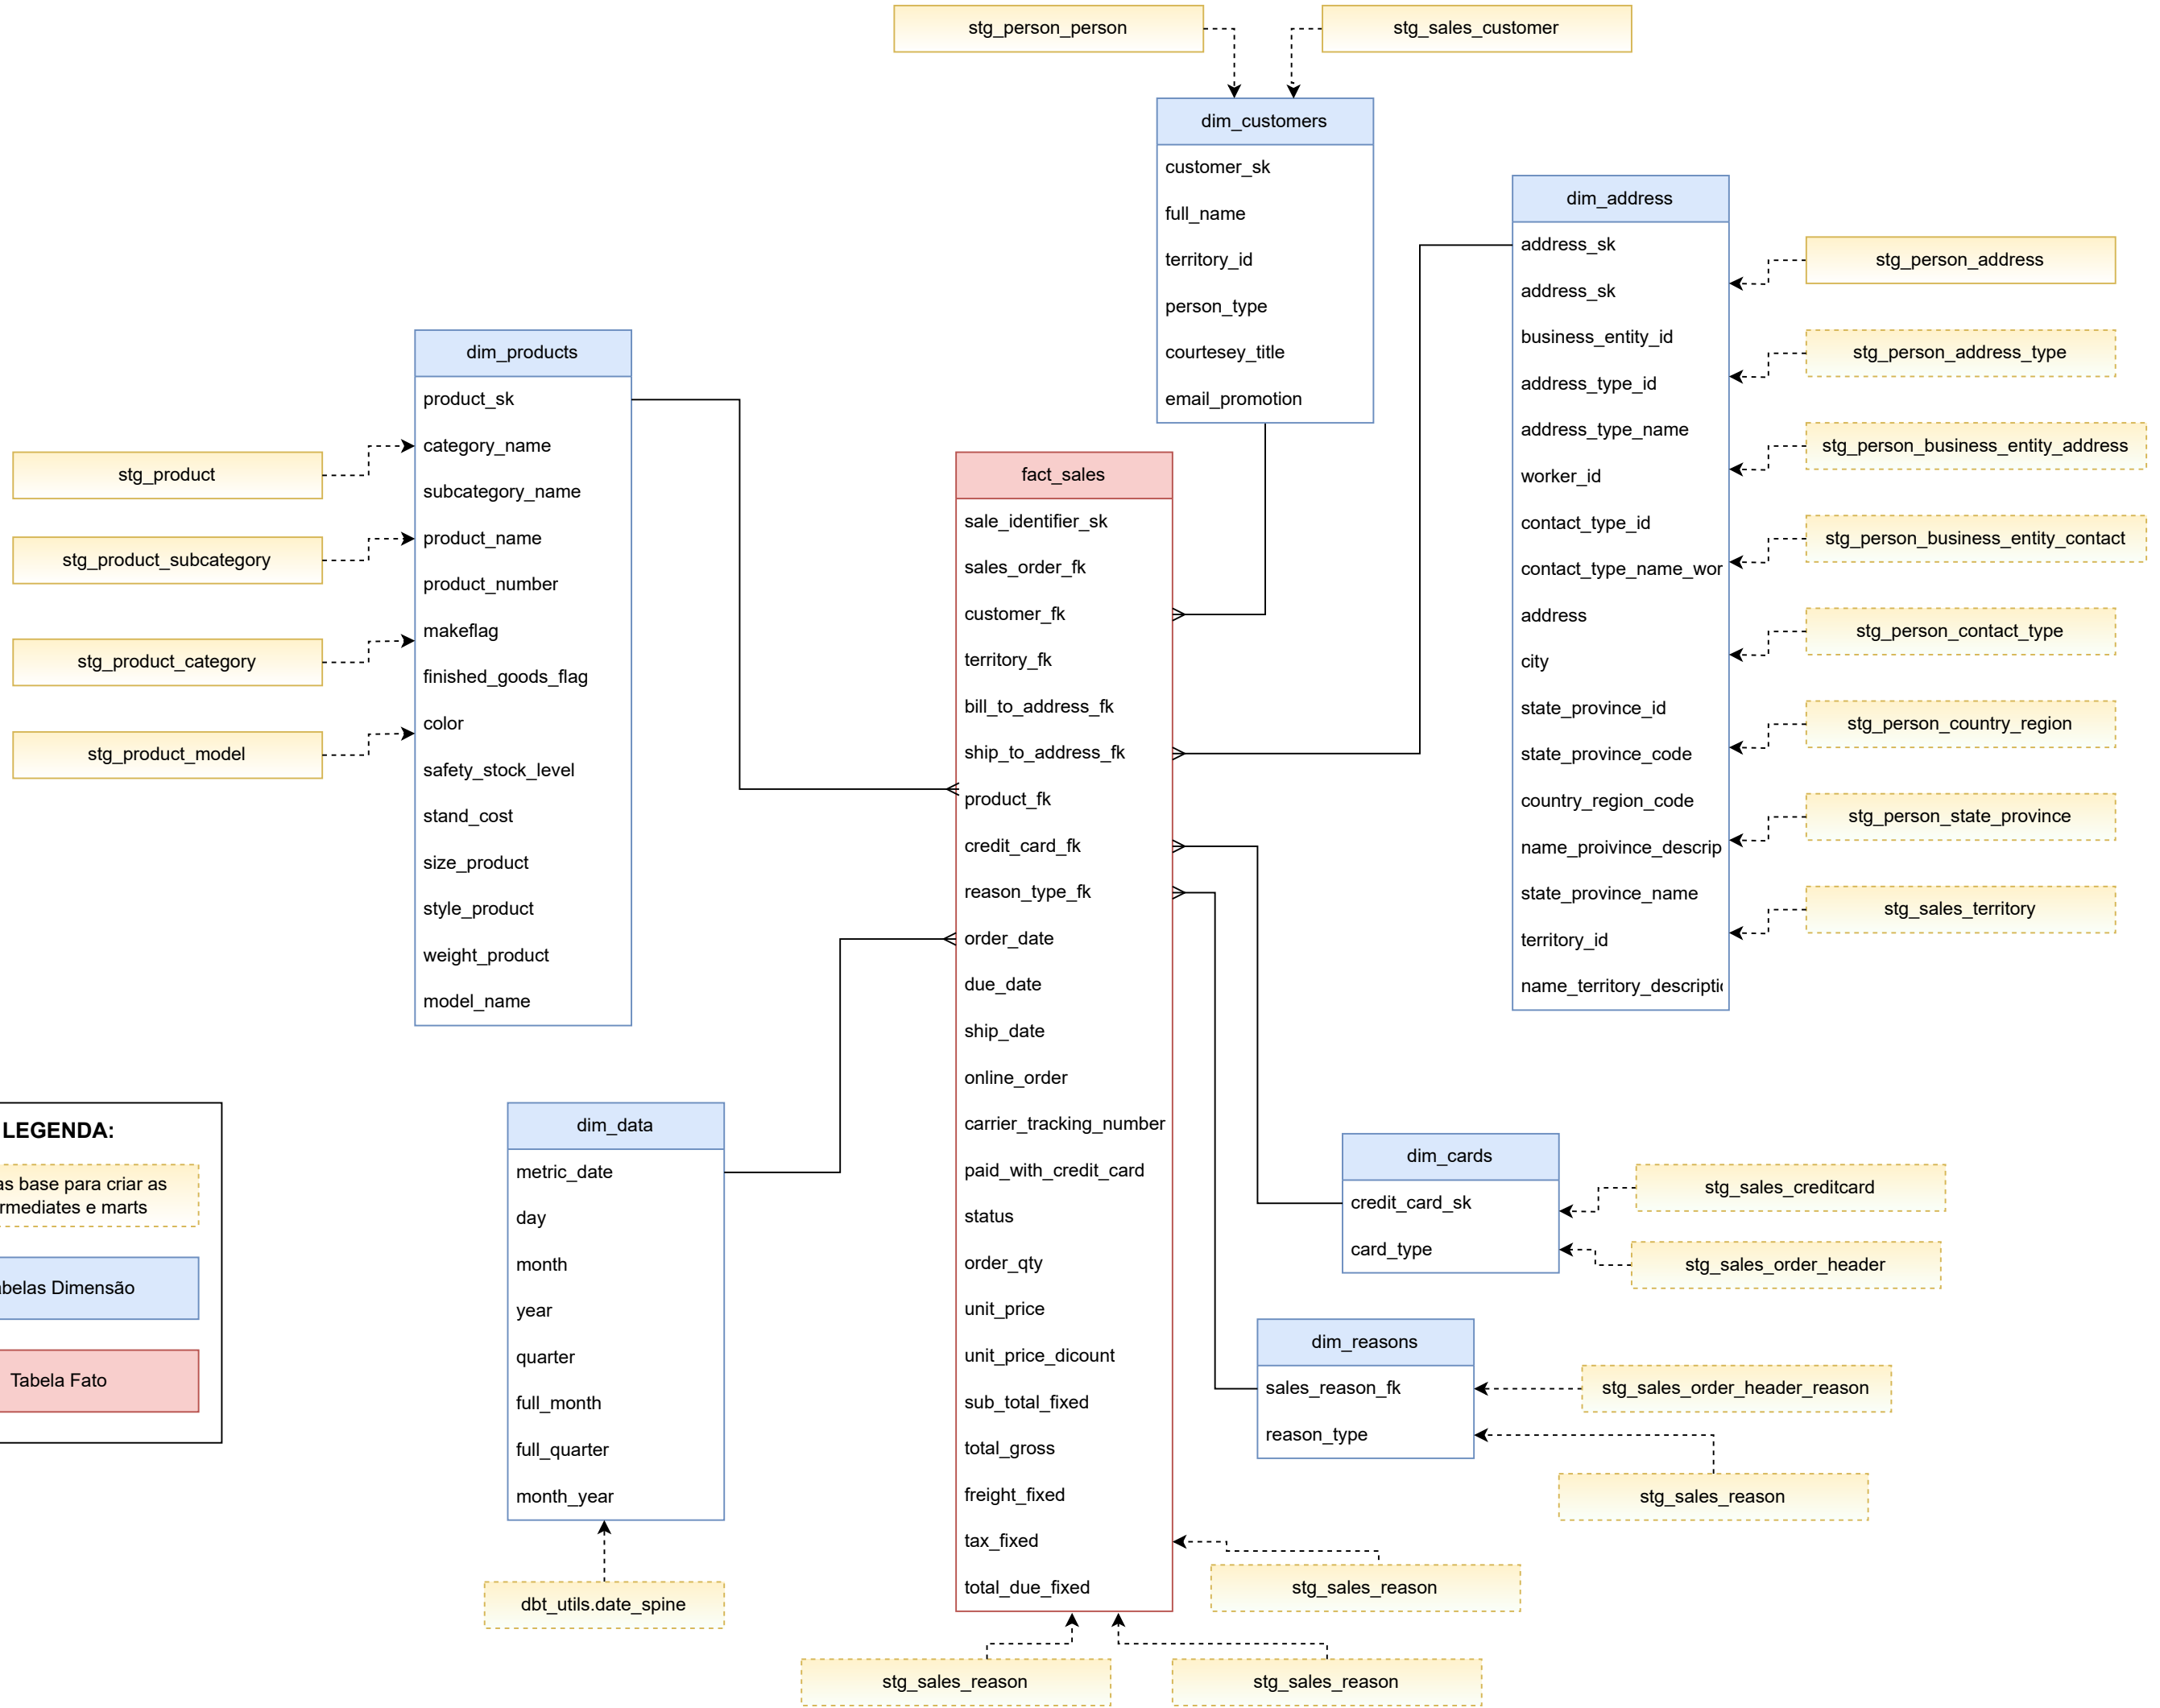 stg_person_person
stg_sales_customer
dim_customers
customer_sk
full_name
territory_id
person_type
courtesey_title
email_promotion
dim_address
address_sk
address_sk
business_entity_id
address_type_id
address_type_name
worker_id
contact_type_id
contact_type_name_wor
address
city
state_province_id
state_province_code
country_region_code
name_proivince_descrip
state_province_name
territory_id
name_territory_descriptic
stg_person_address
stg_person_address_type
stg_person_business_entity_address
stg_person_business_entity_contact
stg_person_contact_type
stg_person_country_region
stg_person_state_province
stg_sales_territory
dim_products
product_sk
category_name
subcategory_name
product_name
product_number
makeflag
finished_goods_flag
color
safety_stock_level
stand_cost
size_product
style_product
weight_product
model_name
stg_product
stg_product_subcategory
stg_product_category
stg_product_model
fact_sales
sale_identifier_sk
sales_order_fk
customer_fk
territory_fk
bill_to_address_fk
ship_to_address_fk
product_fk
credit_card_fk
reason_type_fk
order_date
due_date
ship_date
online_order
carrier_tracking_number
paid_with_credit_card
status
order_qty
unit_price
unit_price_dicount
sub_total_fixed
total_gross
freight_fixed
tax_fixed
total_due_fixed
LEGENDA:
as base para criar as
rmediates e marts
belas Dimensão
Tabela Fato
dim_data
metric_date
day
month
year
quarter
full_month
full_quarter
month_year
dbt_utils.date_spine
dim_cards
credit_card_sk
card_type
stg_sales_creditcard
stg_sales_order_header
dim_reasons
sales_reason_fk
reason_type
stg_sales_order_header_reason
stg_sales_reason
stg_sales_reason
stg_sales_reason
stg_sales_reason